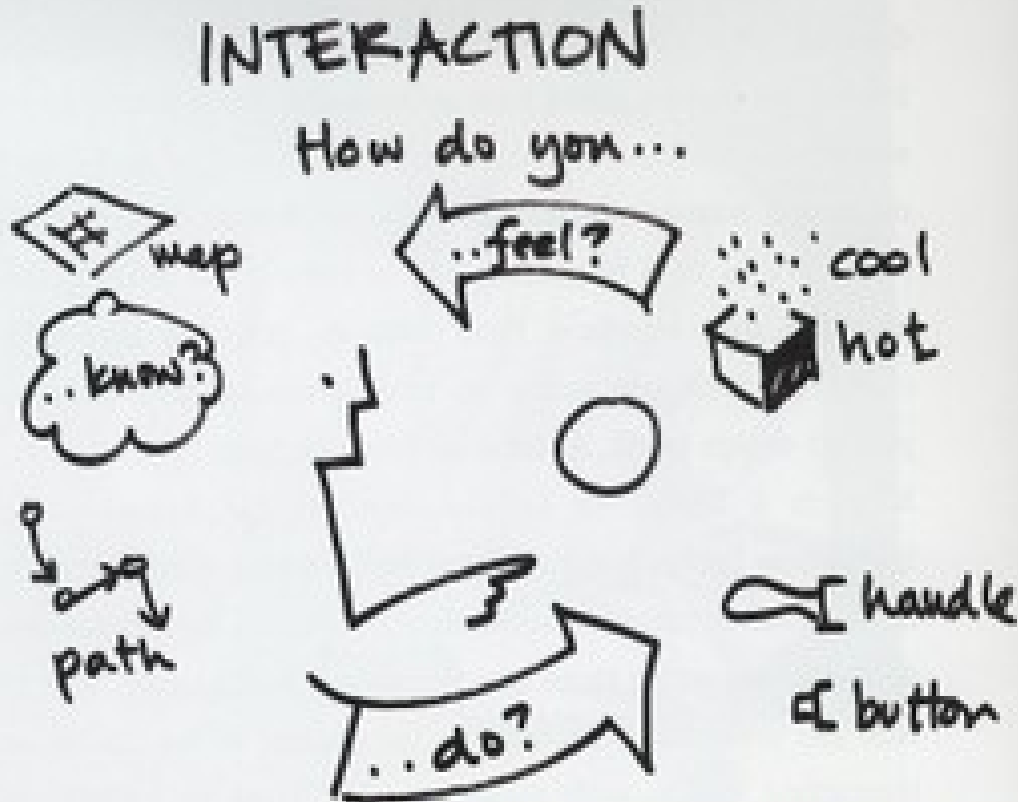 INTERACTION
How do you...
..feel?
cool
hot
map
..know?
path
handle
button
..do?